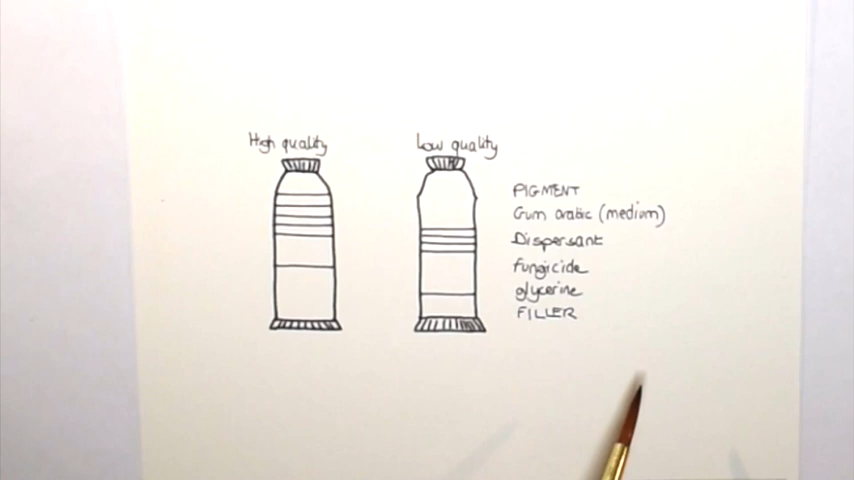 High quality
Low quality
PIGMENT
Gum arabic (medium)
Dispersant
fungicide
glycerine
FILLER